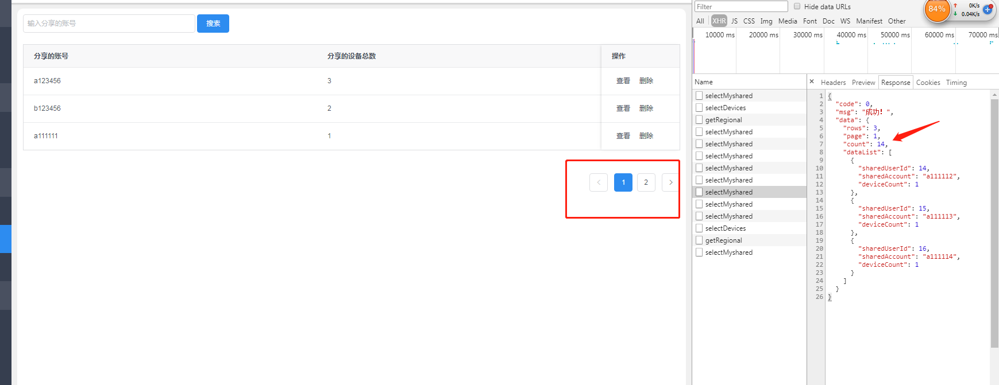 输入分享的账号
搜索
分享的账号 分享的设备总数 操作
a123456 3 查看 删除
b123456 2 查看 删除
a111111 1 查看 删除
< 1 2 >
Filter Hide data URLs
84% 0K/s
0.04K/s
All XHR JS CSS Img Media Font Doc WS Manifest Other
10000 ms 20000 ms 30000 ms 40000 ms 50000 ms 60000 ms 70000 ms
Name
selectMyshared
selectDevices
getRegional
selectMyshared
selectMyshared
selectMyshared
selectMyshared
selectMyshared
selectMyshared
selectMyshared
selectMyshared
selectDevices
getRegional
selectMyshared
× Headers Preview Response Cookies Timing
1 {
2 "code": 0,
3 "msg": "成功！",
4 "data": {
5 "rows": 3,
6 "page": 1,
7 "count": 14,
8 "dataList": [
9 {
10 "sharedUserId": 14,
11 "sharedAccount": "a111112",
12 "deviceCount": 1
13 },
14 {
15 "sharedUserId": 15,
16 "sharedAccount": "a111113",
17 "deviceCount": 1
18 },
19 {
20 "sharedUserId": 16,
21 "sharedAccount": "a111114",
22 "deviceCount": 1
23 }
24 ]
25 }
26 }